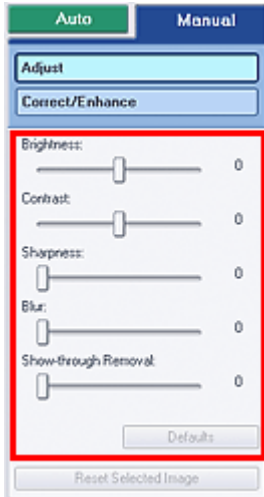 Auto Manual
Adjust
Correct/Enhance
Brightness:
0
Contrast:
0
Sharpness:
0
Blur:
0
Show-through Removal:
0
Defaults
Reset Selected Image